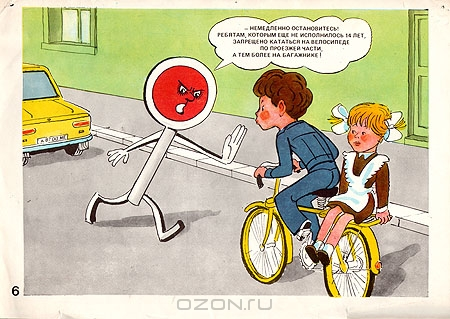 – НЕМЕДЛЕННО ОСТАНОВИТЕСЬ!
РЕБЯТАМ, КОТОРЫМ ЕЩЕ НЕ ИСПОЛНИЛОСЬ 14 ЛЕТ,
ЗАПРЕЩЕНО КАТАТЬСЯ НА ВЕЛОСИПЕДЕ
ПО ПРОЕЗЖЕЙ ЧАСТИ,
А ТЕМ БОЛЕЕ НА БАГАЖНИКЕ!
6
OZON.ru